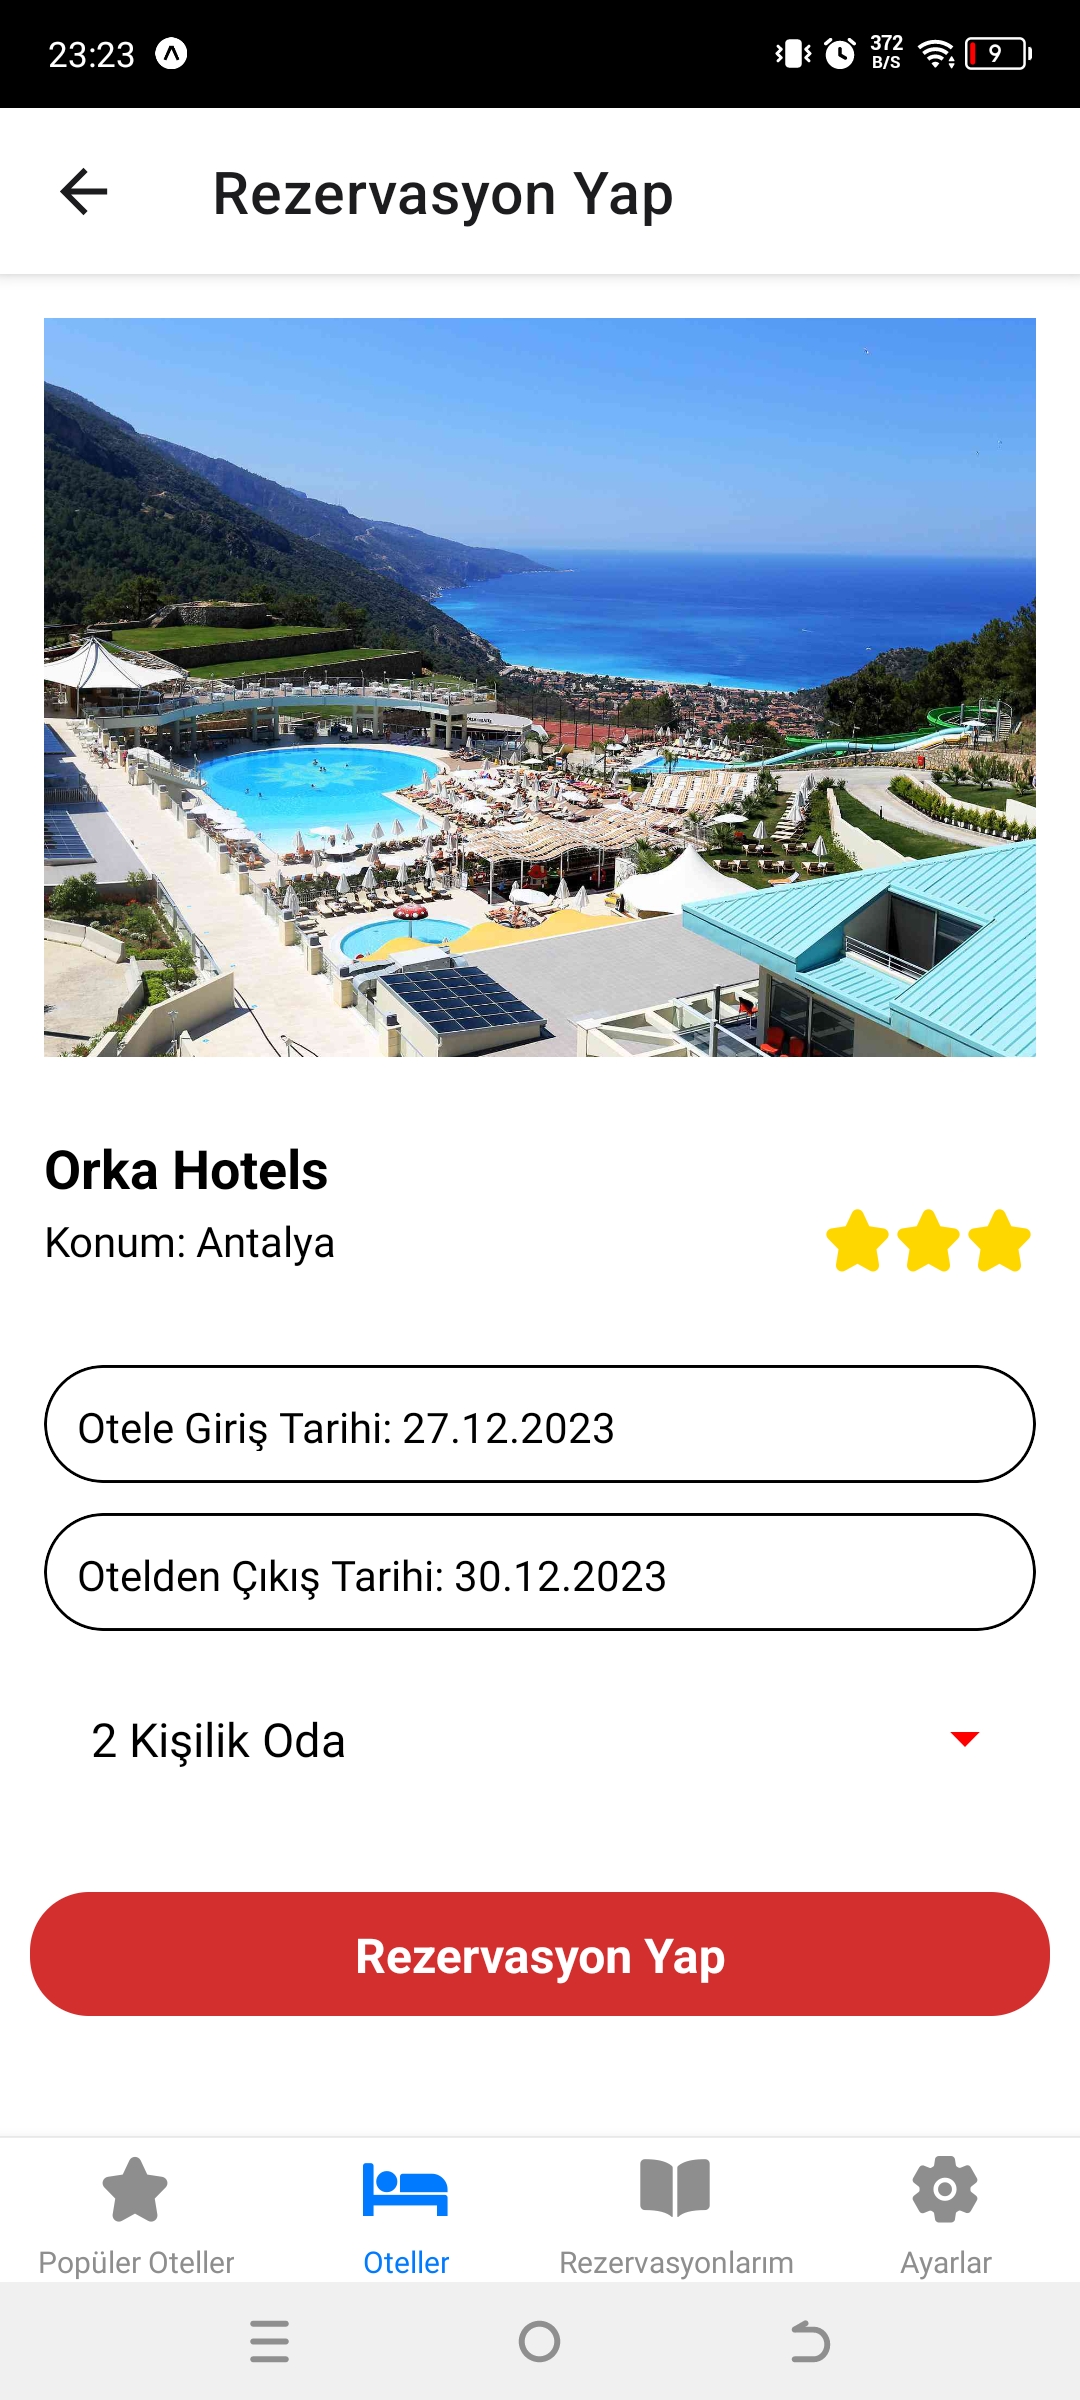 23:23
372
B/S
9
Rezervasyon Yap
Orka Hotels
Konum: Antalya
Otele Giriş Tarihi: 27.12.2023
Otelden Çıkış Tarihi: 30.12.2023
2 Kişilik Oda
Rezervasyon Yap
Popüler Oteller
Oteller
Rezervasyonlarım
Ayarlar